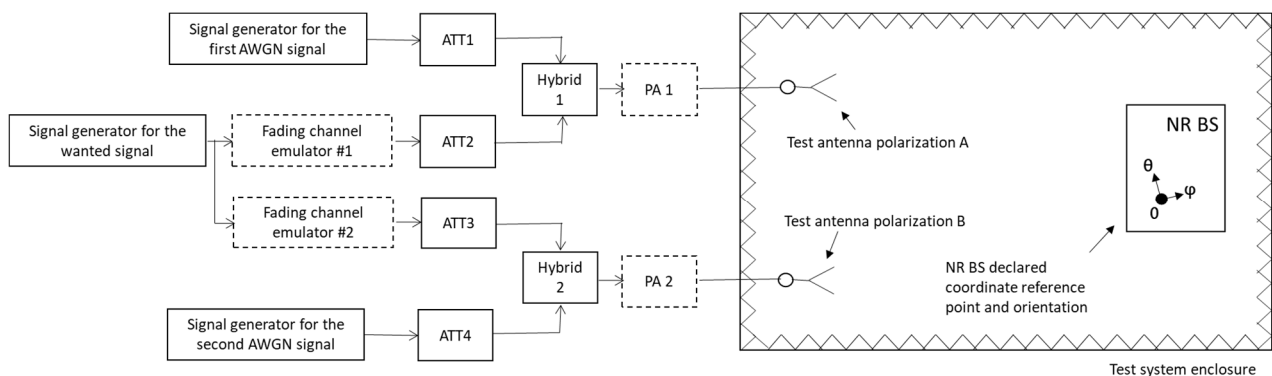 Signal generator for the
first AWGN signal
ATT1
Hybrid
1
PA 1
Signal generator for the
wanted signal
Fading channel
emulator #1
ATT2
Test antenna polarization A
NR BS
θ
φ
0
Fading channel
emulator #2
ATT3
Test antenna polarization B
Hybrid
2
PA 2
NR BS declared
coordinate reference
point and orientation
Signal generator for the
second AWGN signal
ATT4
Test system enclosure